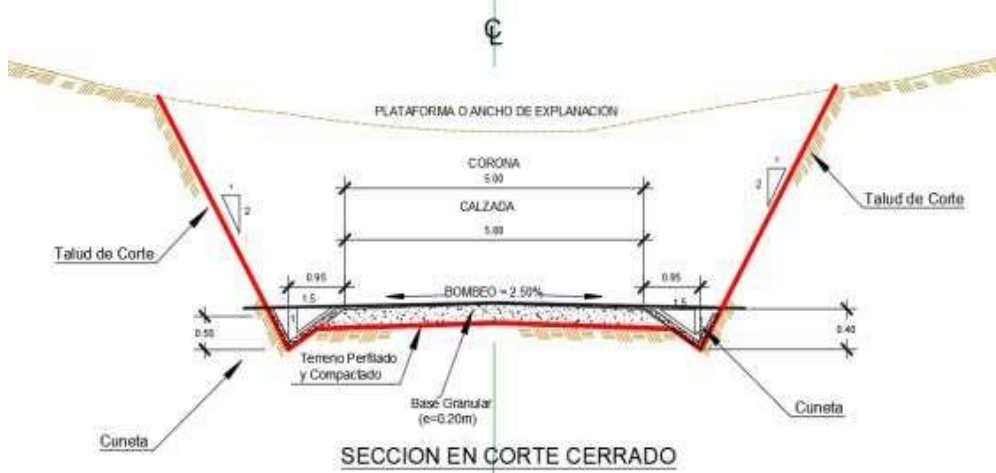 CL
PLATAFORMA O ANCHO DE EXPLANACION
CORONA
5.00
CALZADA
5.00
1
2
1
2
Talud de Corte
Talud de Corte
0.95
0.95
1.5
1.5
BOMBEO = 2.50%
1
0.50
0.40
Terreno Perfilado
y Compactado
Base Granular
(e=0.20m)
Cuneta
Cuneta
SECCION EN CORTE CERRADO